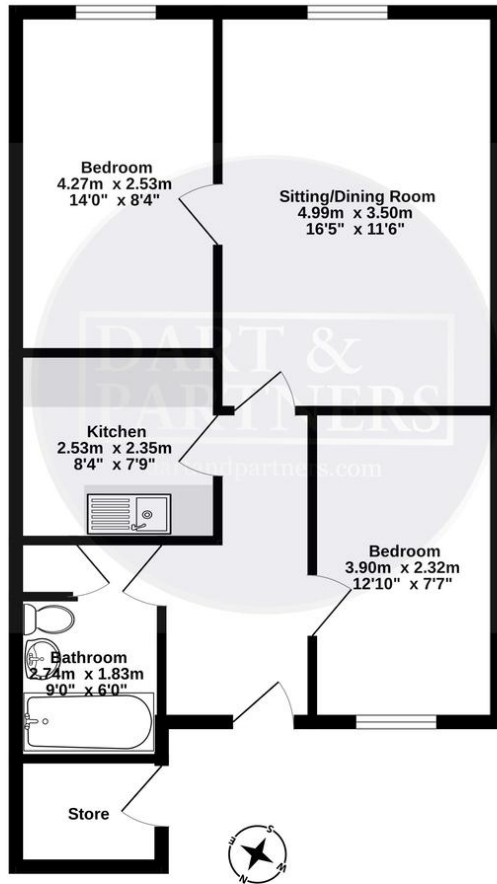 Bedroom
4.27m x 2.53m
14'0" x 8'4"
Sitting/Dining Room
4.99m x 3.50m
16'5" x 11'6"
DART &
PARTNERS
Kitchen
2.53m x 2.35m
8'4" x 7'9"
dartandpartners.com
Bedroom
3.90m x 2.32m
12'10" x 7'7"
Bathroom
2.74m x 1.83m
9'0" x 6'0"
Store
S
E
W
N